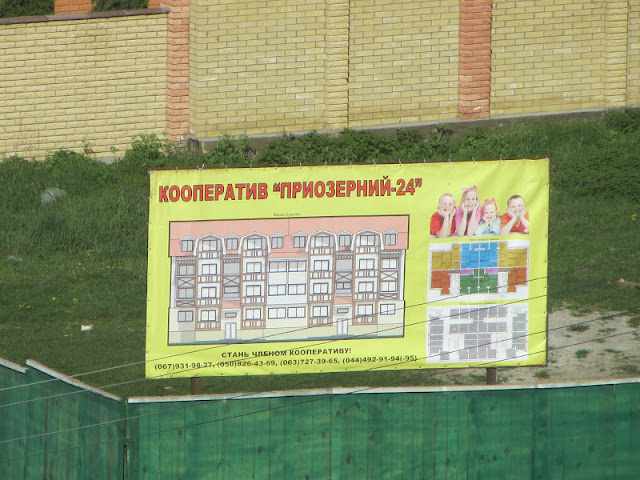 КООПЕРАТИВ "ПРИОЗЕРНИЙ-24"
СТАНЬ ЧЛЕНОМ КООПЕРАТИВУ!
(067)931-98-27, (050)826-43-69, (063)727-39-65, (044)492-91-94(-95)